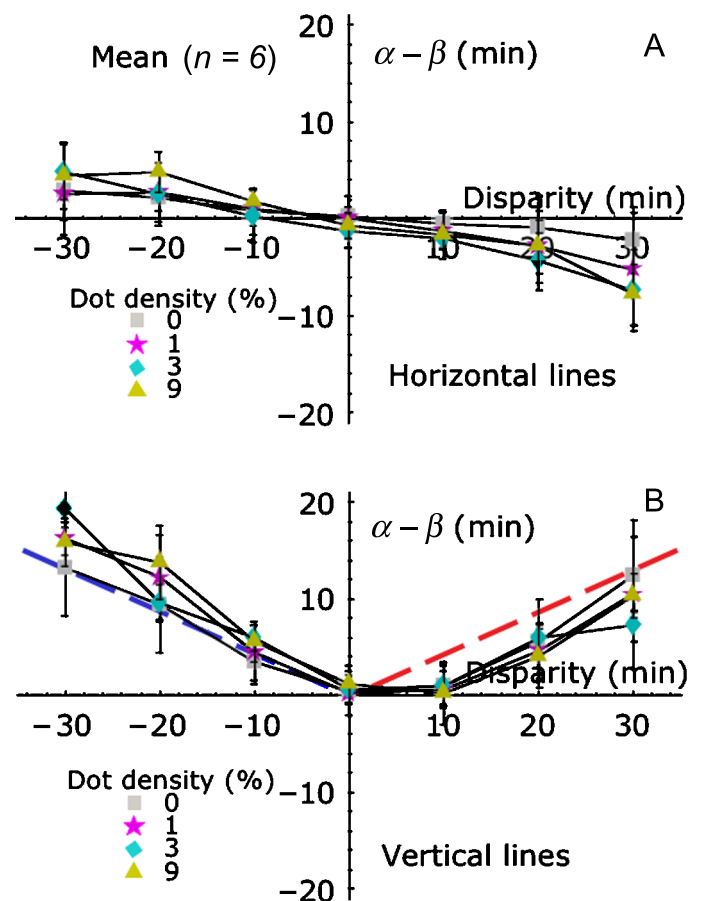 20
Mean (n = 6) α – β (min) A
10
Disparity (min)
−30 −20 −10 10 20 30
Dot density (%)
0
1
3
9
−10
Horizontal lines
−20
20
α – β (min) B
10
Disparity (min)
−30 −20 −10 10 20 30
Dot density (%)
0
1
3
9
−10
Vertical lines
−20